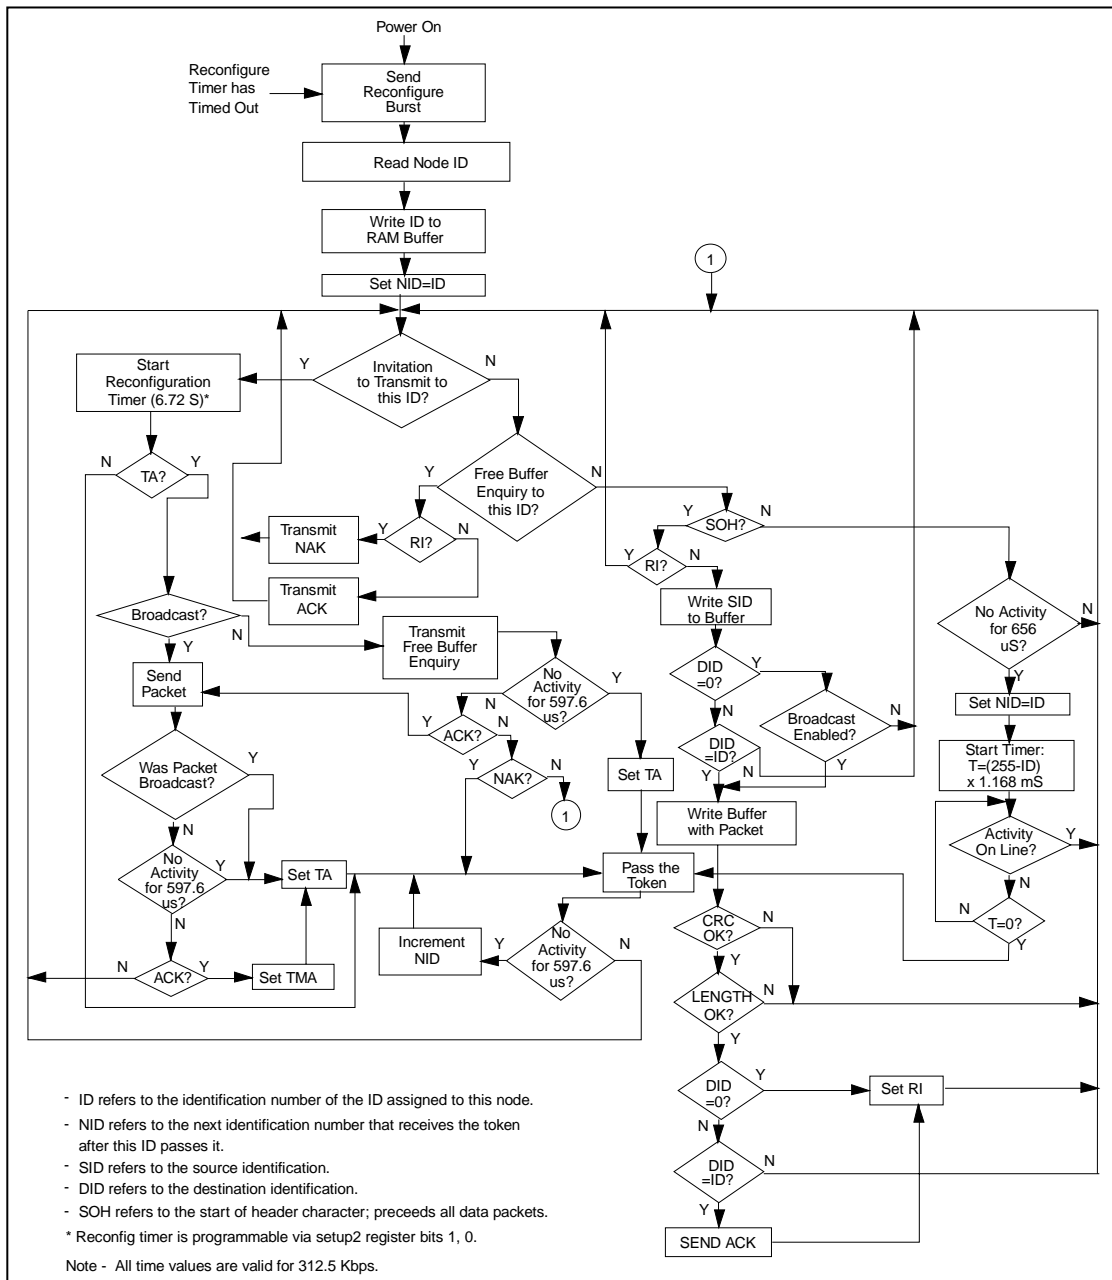 Power On
Reconfigure
Timer has
Timed Out
Send
Reconfigure
Burst
Read Node ID
Write ID to
RAM Buffer
1
Set NID=ID
Start
Reconfiguration
Timer (6.72 S)*
Y
Invitation
to Transmit to
this ID?
N
N
TA?
Y
Y
Free Buffer
Enquiry to
this ID?
N
Transmit
NAK
Y
RI?
N
Y
SOH?
N
Y
RI?
N
Transmit
ACK
Write SID
to Buffer
No Activity
for 656
uS?
N
Y
Broadcast?
N
Y
Transmit
Free Buffer
Enquiry
Send
Packet
No
Activity
for 597.6
us?
N
Y
DID
=0?
Y
N
Broadcast
Enabled?
N
Y
Set NID=ID
Y
ACK?
N
DID
=ID?
Y
N
Start Timer:
T=(255-ID)
x 1.168 mS
Was Packet
Broadcast?
Y
N
NAK?
Y
N
Set TA
1
Write Buffer
with Packet
Activity
On Line?
Y
N
No
Activity
for 597.6
us?
Y
N
Set TA
Pass the
Token
N
T=0?
Y
Increment
NID
Y
No
Activity
for 597.6
us?
N
CRC
OK?
N
Y
N
ACK?
Y
Set TMA
LENGTH
OK?
N
Y
DID
=0?
Y
N
Set RI
DID
=ID?
N
Y
SEND ACK
- ID refers to the identification number of the ID assigned to this node.
- NID refers to the next identification number that receives the token
after this ID passes it.
- SID refers to the source identification.
- DID refers to the destination identification.
- SOH refers to the start of header character; preceeds all data packets.
* Reconfig timer is programmable via setup2 register bits 1, 0.
Note - All time values are valid for 312.5 Kbps.